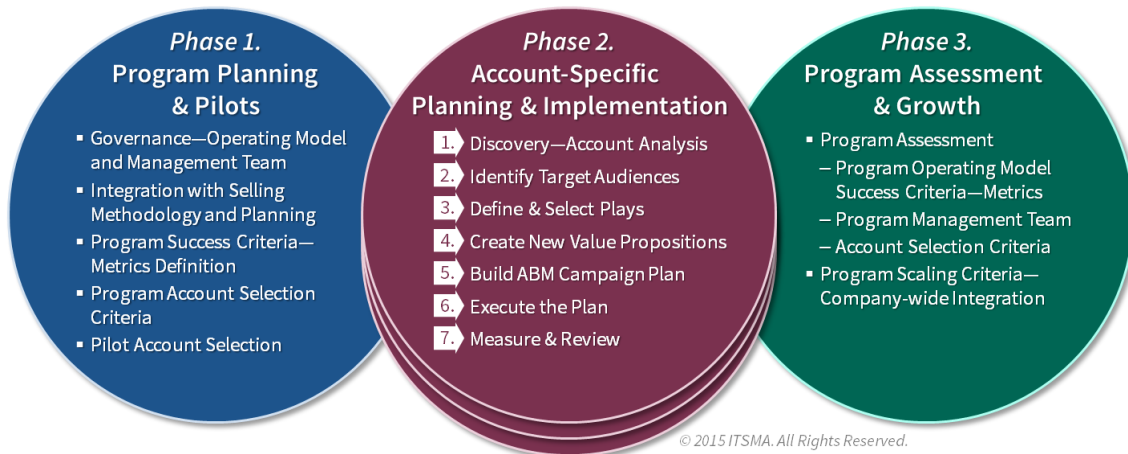 Phase 1.
Program Planning
& Pilots
▪ Governance—Operating Model
and Management Team
▪ Integration with Selling
Methodology and Planning
▪ Program Success Criteria—
Metrics Definition
▪ Program Account Selection
Criteria
▪ Pilot Account Selection
Phase 2.
Account-Specific
Planning & Implementation
1. Discovery—Account Analysis
2. Identify Target Audiences
3. Define & Select Plays
4. Create New Value Propositions
5. Build ABM Campaign Plan
6. Execute the Plan
7. Measure & Review
Phase 3.
Program Assessment
& Growth
▪ Program Assessment
– Program Operating Model
Success Criteria—Metrics
– Program Management Team
– Account Selection Criteria
▪ Program Scaling Criteria—
Company-wide Integration
© 2015 ITSMA. All Rights Reserved.